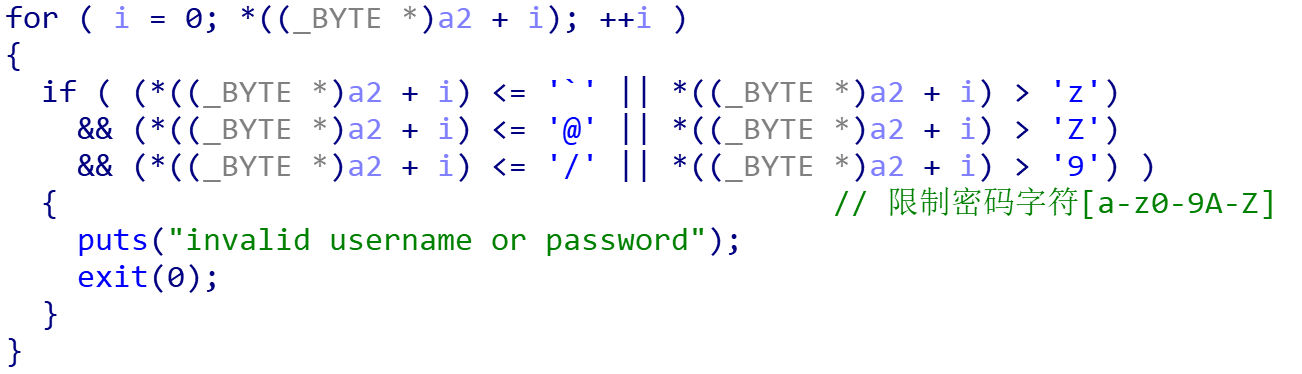 for ( i = 0; *((_BYTE *)a2 + i); ++i )
{
  if ( (*((_BYTE *)a2 + i) <= '`' || *((_BYTE *)a2 + i) > 'z')
    && (*((_BYTE *)a2 + i) <= '@' || *((_BYTE *)a2 + i) > 'Z')
    && (*((_BYTE *)a2 + i) <= '/' || *((_BYTE *)a2 + i) > '9') )
  {                                           // 限制密码字符[a-z0-9A-Z]
    puts("invalid username or password");
    exit(0);
  }
}